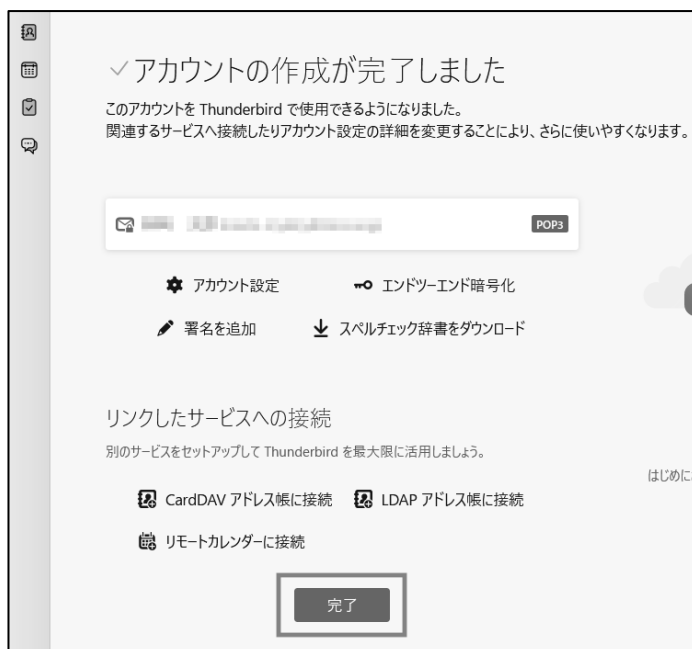 アカウントの作成が完了しました
このアカウントを Thunderbird で使用できるようになりました。
関連するサービスへ接続したりアカウント設定の詳細を変更することにより、さらに使いやすくなります。
POP3
アカウント設定
エンドツーエンド暗号化
署名を追加
スペルチェック辞書をダウンロード
リンクしたサービスへの接続
別のサービスをセットアップして Thunderbird を最大限に活用しましょう。
はじめに
CardDAV アドレス帳に接続
LDAP アドレス帳に接続
リモートカレンダーに接続
完了